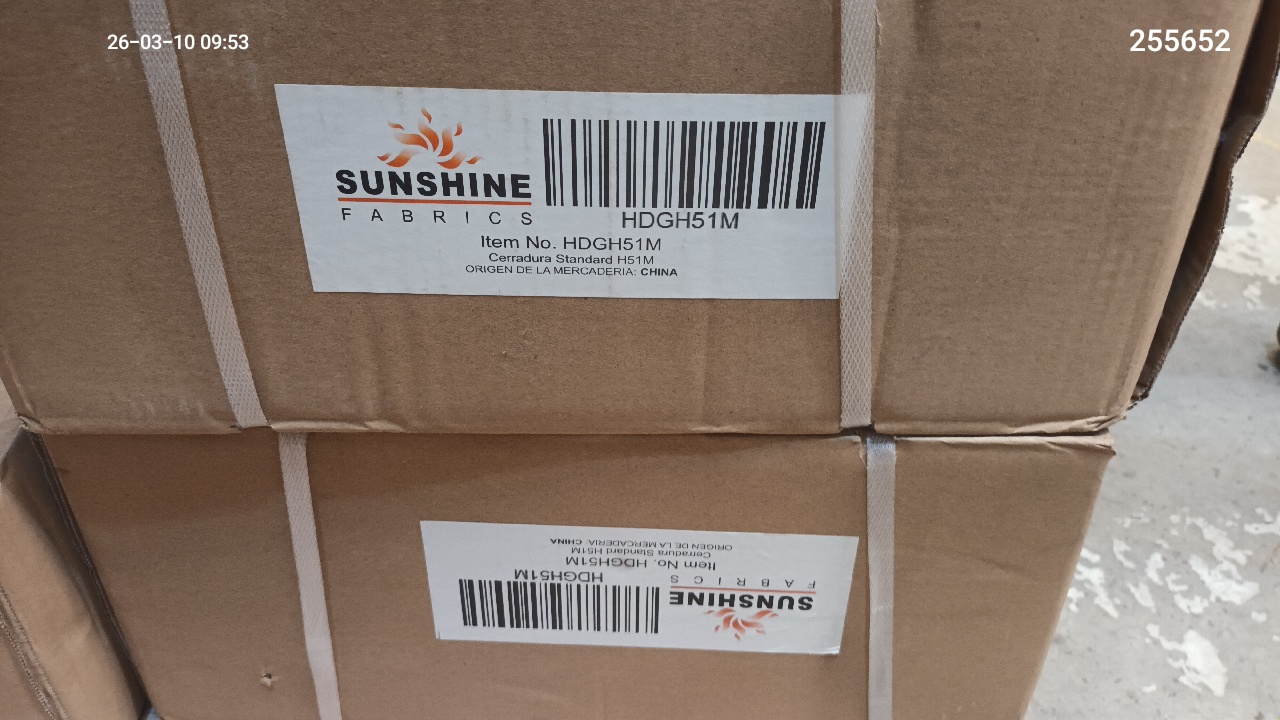 26-03-10 09:53
255652
SUNSHINE
FABRICS
HDGH51M
Item No. HDGH51M
Cerradura Standard H51M
ORIGEN DE LA MERCADERIA: CHINA
ORIGEN DE LA MERCADERIA: CHINA
Cerradura Standard H51M
Item No. HDGH51M
HDGH51M
FABRICS
SUNSHINE